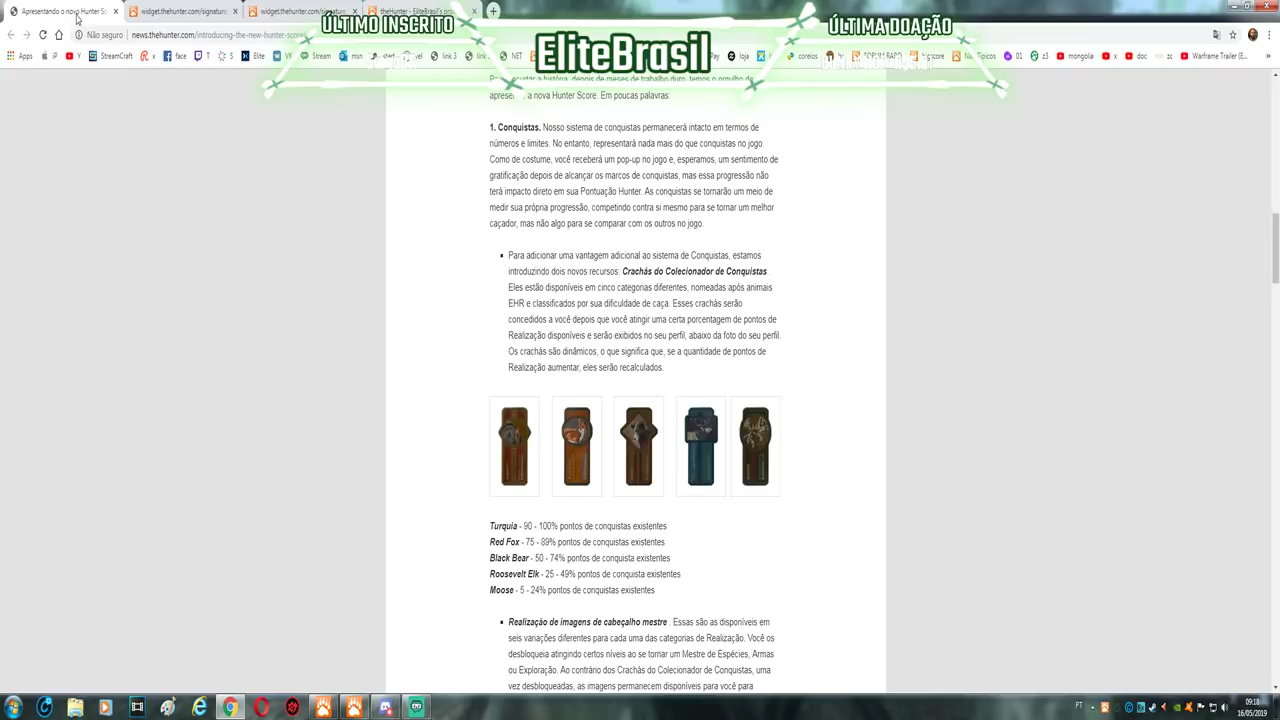 Apresentando o novo Hunter Sc
widget.thehunter.com/signatur
widget.thehunter.com/signatur
theHunter - EliteBrasil's pro
ÚLTIMO INSCRITO
EliteBrasil
ÚLTIMA DOAÇÃO
Não seguro
news.thehunter.com/introducing-the-new-hunter-score
Apps
StreamCraft
Stream
link 3
NET
loja
correios
01
z3
mongolia
doc
Warframe Trailer (E...
apresentar a nova Hunter Score. Em poucas palavras:
1. Conquistas. Nosso sistema de conquistas permanecerá intacto em termos de
números e limites. No entanto, representará nada mais do que conquistas no jogo.
Como de costume, você receberá um pop-up no jogo e, esperamos, um sentimento de
gratificação depois de alcançar os marcos de conquistas, mas essa progressão não
terá impacto direto em sua Pontuação Hunter. As conquistas se tornarão um meio de
medir sua própria progressão, competindo contra si mesmo para se tornar um melhor
caçador, mas não algo para se comparar com os outros no jogo.
Para adicionar uma vantagem adicional ao sistema de Conquistas, estamos
introduzindo dois novos recursos: Crachás do Colecionador de Conquistas .
Eles estão disponíveis em cinco categorias diferentes, nomeadas após animais
EHR e classificados por sua dificuldade de caça. Esses crachás serão
concedidos a você depois que você atingir uma certa porcentagem de pontos de
Realização disponíveis e serão exibidos no seu perfil, abaixo da foto do seu perfil.
Os crachás são dinâmicos, o que significa que, se a quantidade de pontos de
Realização aumentar, eles serão recalculados.
Turquia - 90 - 100% pontos de conquistas existentes
Red Fox - 75 - 89% pontos de conquistas existentes
Black Bear - 50 - 74% pontos de conquista existentes
Roosevelt Elk - 25 - 49% pontos de conquista existentes
Moose - 5 - 24% pontos de conquistas existentes
Realização de imagens de cabeçalho mestre . Essas são as disponíveis em
seis variações diferentes para cada uma das categorias de Realização. Você os
desbloqueia atingindo certos níveis ao se tornar um Mestre de Espécies, Armas
ou Exploração. Ao contrário dos Crachás do Colecionador de Conquistas, uma
vez desbloqueadas, as imagens permanecem disponíveis para você para
PT
09:18
16/05/2019